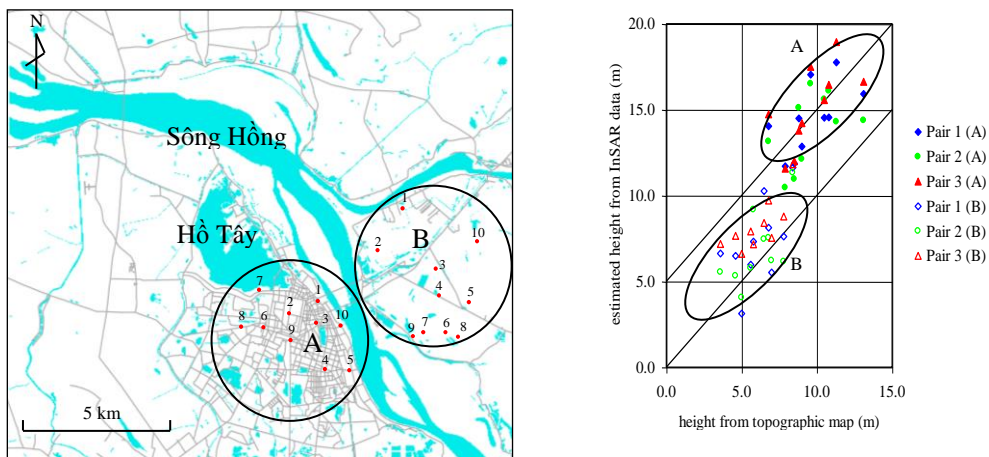 N
Sông Hồng
Hồ Tây
1
2
B
10
3
4
5
9
7
6
8
7
2
1
8
6
3
10
9
A
4
5
5 km
estimated height from InSAR data (m)
20.0
15.0
10.0
5.0
0.0
A
B
0.0
5.0
10.0
15.0
height from topographic map (m)
Pair 1 (A)
Pair 2 (A)
Pair 3 (A)
Pair 1 (B)
Pair 2 (B)
Pair 3 (B)